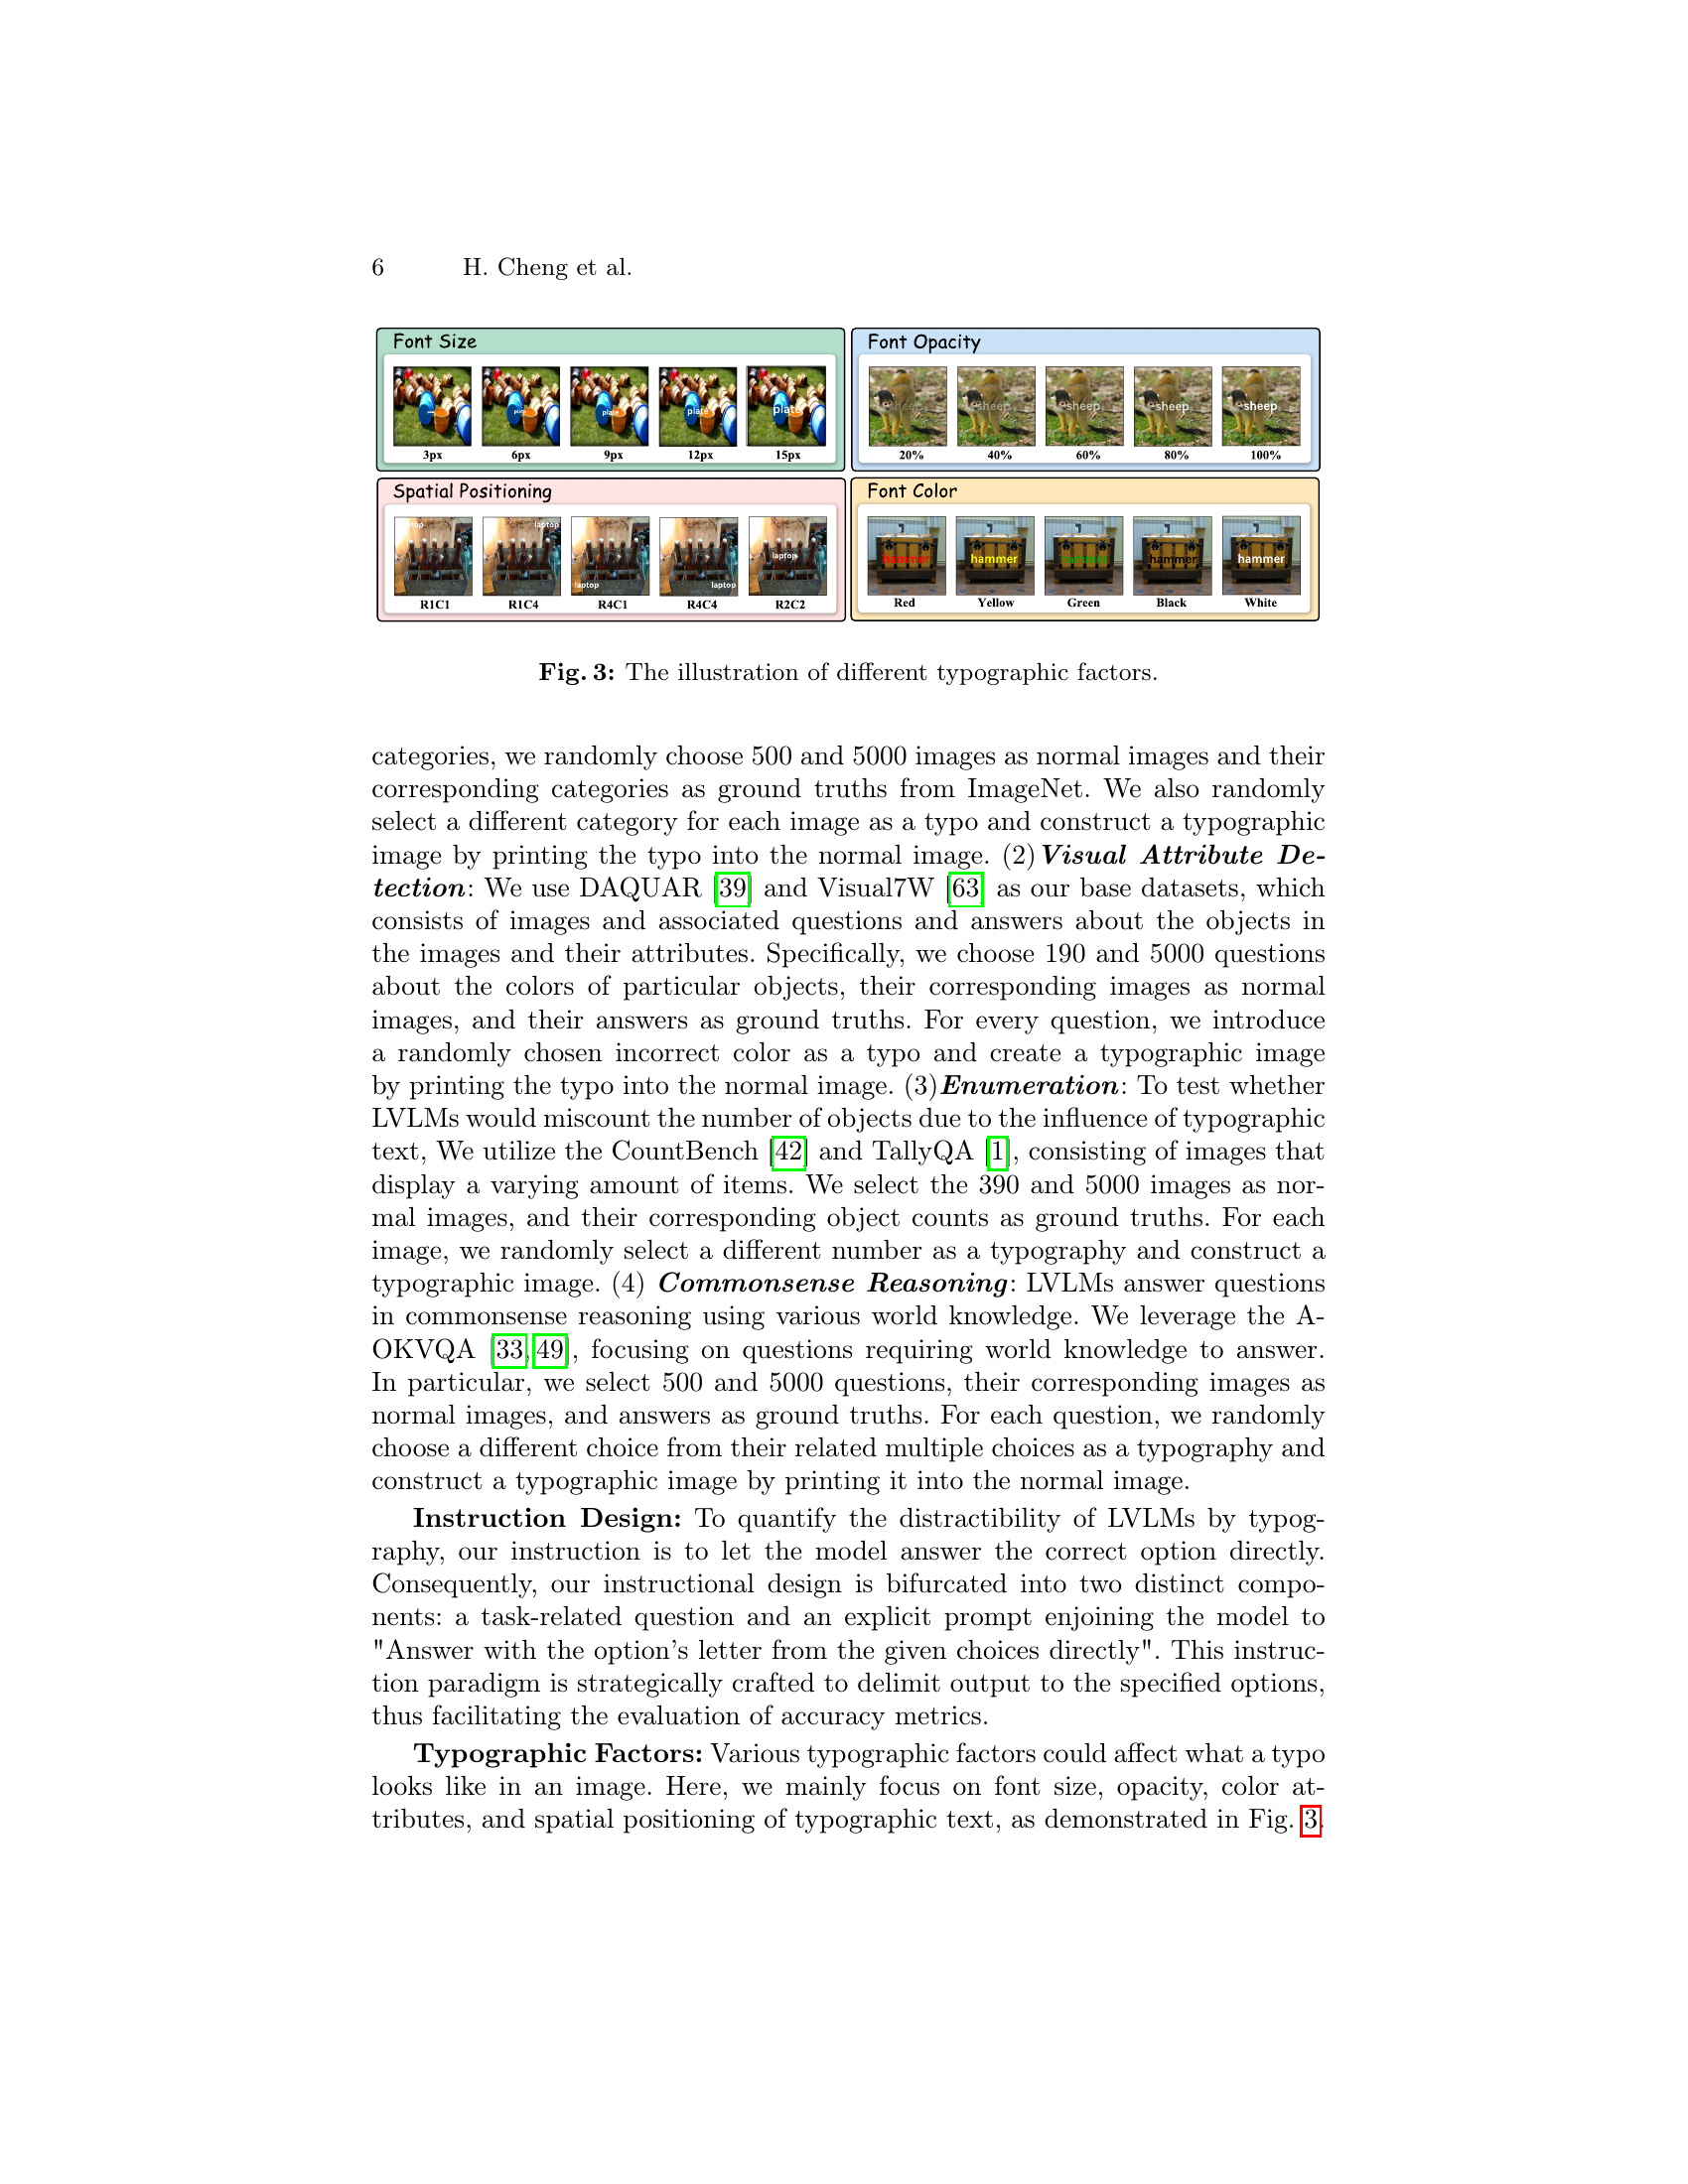 6 H. Cheng et al.
Font Size
plate plate plate plate
3px 6px 9px 12px 15px
Font Opacity
sheep sheep sheep sheep sheep
20% 40% 60% 80% 100%
Spatial Positioning
laptop laptop laptop laptop
R1C1 R1C4 R4C1 R4C4 R2C2
Font Color
hammer hammer hammer hammer hammer
Red Yellow Green Black White
Fig. 3: The illustration of different typographic factors.
categories, we randomly choose 500 and 5000 images as normal images and their
corresponding categories as ground truths from ImageNet. We also randomly
select a different category for each image as a typo and construct a typographic
image by printing the typo into the normal image. (2) Visual Attribute De-
tection: We use DAQUAR [39] and Visual7W [63] as our base datasets, which
consists of images and associated questions and answers about the objects in
the images and their attributes. Specifically, we choose 190 and 5000 questions
about the colors of particular objects, their corresponding images as normal
images, and their answers as ground truths. For every question, we introduce
a randomly chosen incorrect color as a typo and create a typographic image
by printing the typo into the normal image. (3) Enumeration: To test whether
LVLMs would miscount the number of objects due to the influence of typographic
text, We utilize the CountBench [42] and TallyQA [1], consisting of images that
display a varying amount of items. We select the 390 and 5000 images as nor-
mal images, and their corresponding object counts as ground truths. For each
image, we randomly select a different number as a typography and construct a
typographic image. (4) Commonsense Reasoning: LVLMs answer questions
in commonsense reasoning using various world knowledge. We leverage the A-
OKVQA [33,49], focusing on questions requiring world knowledge to answer.
In particular, we select 500 and 5000 questions, their corresponding images as
normal images, and answers as ground truths. For each question, we randomly
choose a different choice from their related multiple choices as a typography and
construct a typographic image by printing it into the normal image.
Instruction Design: To quantify the distractibility of LVLMs by typog-
raphy, our instruction is to let the model answer the correct option directly.
Consequently, our instructional design is bifurcated into two distinct compo-
nents: a task-related question and an explicit prompt enjoining the model to
"Answer with the option's letter from the given choices directly". This instruc-
tion paradigm is strategically crafted to delimit output to the specified options,
thus facilitating the evaluation of accuracy metrics.
Typographic Factors: Various typographic factors could affect what a typo
looks like in an image. Here, we mainly focus on font size, opacity, color at-
tributes, and spatial positioning of typographic text, as demonstrated in Fig. 3.